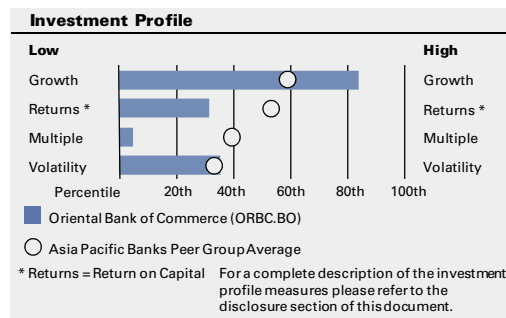 Investment Profile
Low High
Growth Growth
Returns * Returns *
Multiple Multiple
Volatility Volatility
Percentile 20th 40th 60th 80th 100th
Oriental Bank of Commerce (ORBC.BO)
Asia Pacific Banks Peer Group Average
* Returns = Return on Capital For a complete description of the investment
profile measures please refer to the
disclosure section of this document.